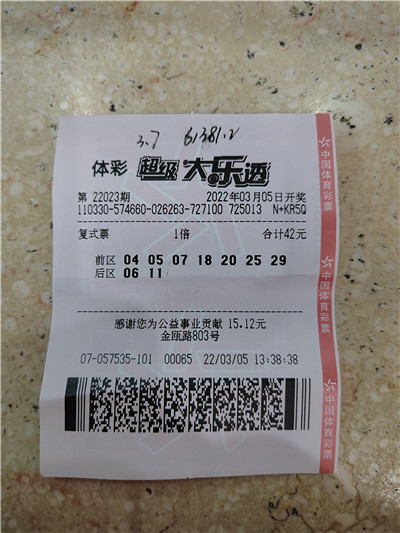 3.7 61381.2
体彩 超级大乐透
第 22023期 2022年03月05日开奖
110330-574660-026263-727100 725013 N+KR5Q
复式票 1倍 合计42元
前区 04 05 07 18 20 25 29
后区 06 11
感谢您为公益事业贡献 15.12元
金瓯路803号
07-057535-101 00065 22/03/05 13:38:38
中国体育彩票
中国体育彩票
中国体育彩票